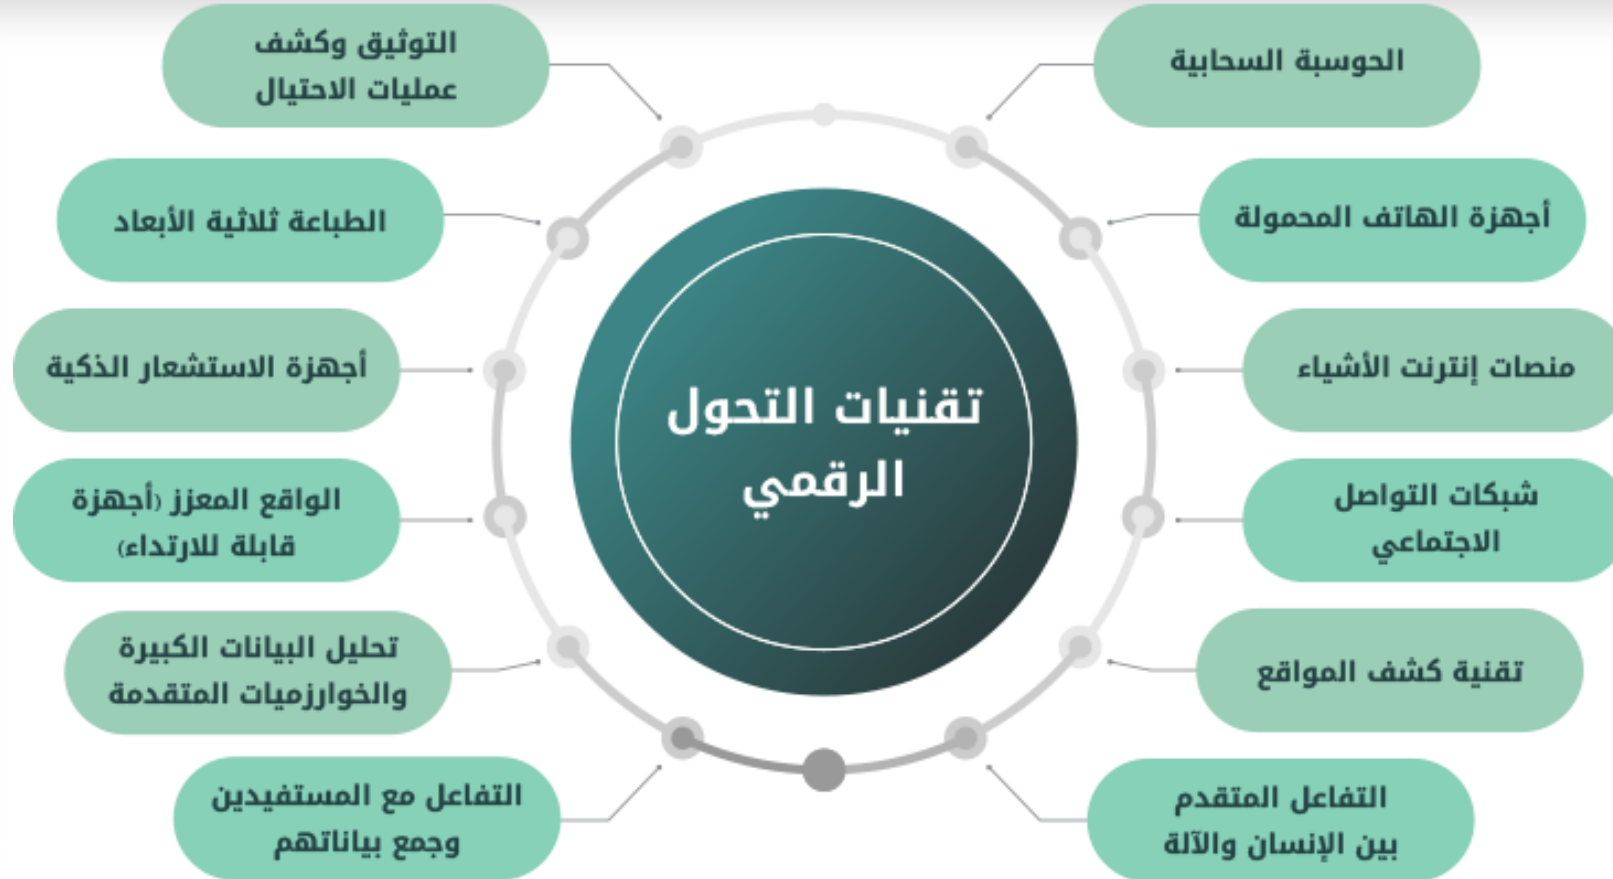 تقنيات التحول
الرقمي
الحوسبة السحابية
أجهزة الهاتف المحمولة
منصات إنترنت الأشياء
شبكات التواصل
الاجتماعي
تقنية كشف المواقع
التفاعل المتقدم
بين الإنسان والآلة
التوثيق وكشف
عمليات الاحتيال
الطباعة ثلاثية الأبعاد
أجهزة الاستشعار الذكية
الواقع المعزز (أجهزة
قابلة للارتداء)
تحليل البيانات الكبيرة
والخوارزميات المتقدمة
التفاعل مع المستفيدين
وجمع بياناتهم